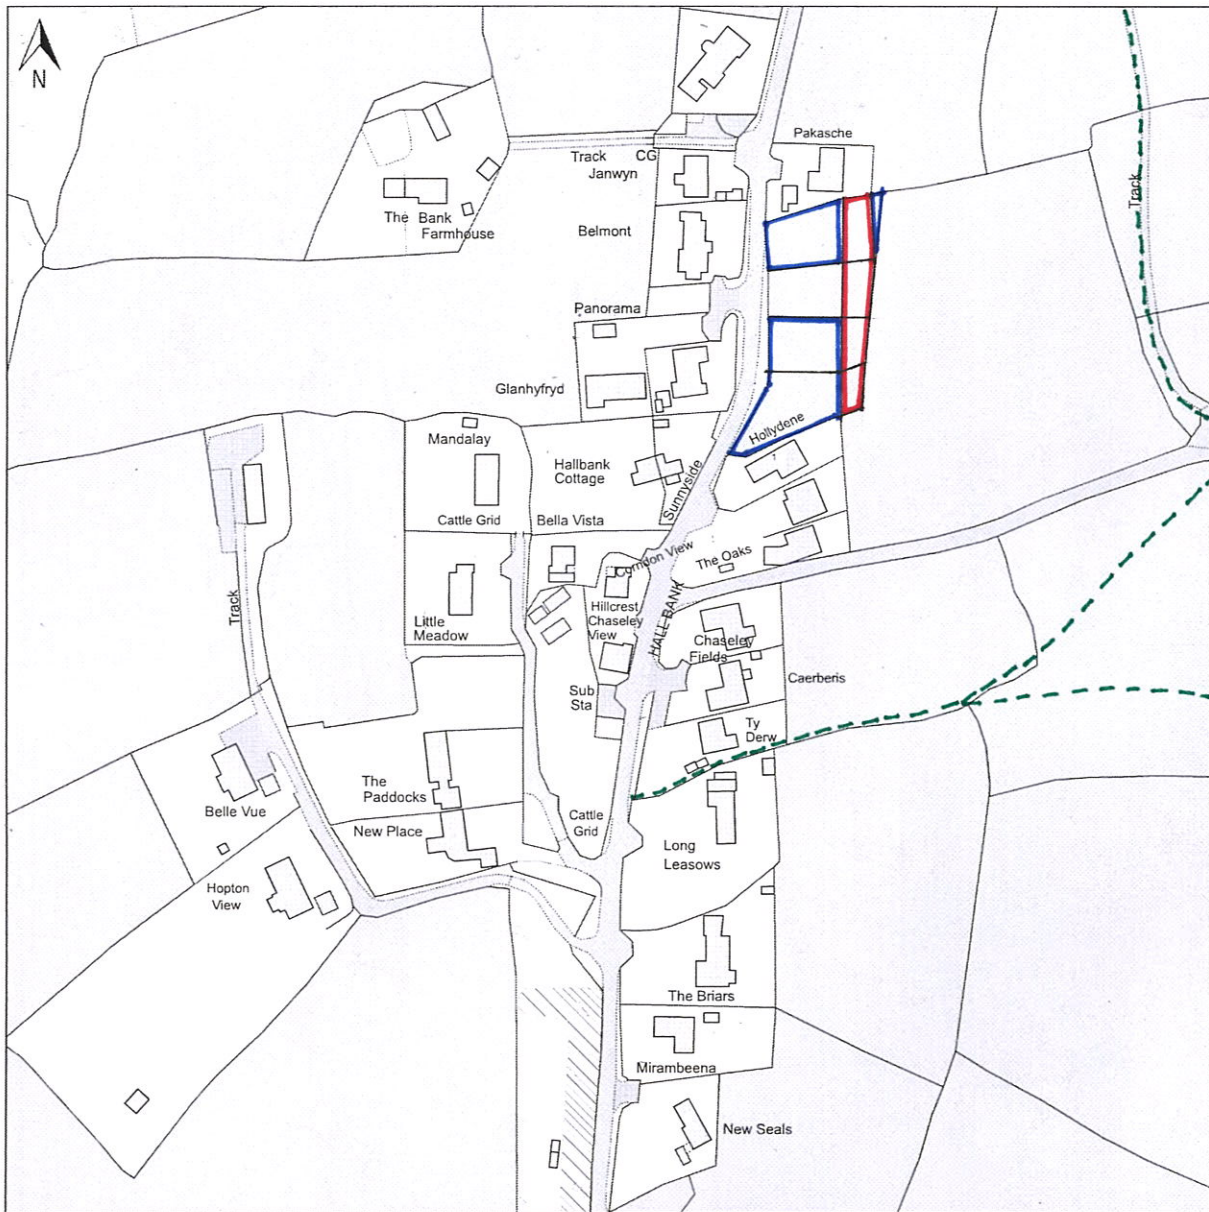 N
Pakasche
Track CG
Janwyn
The Bank
Farmhouse
Belmont
Track
Panorama
Glanhyfryd
Hollydene
Mandalay
Hallbank
Cottage
Sunnyside
Cattle Grid
Bella Vista
Corndon View
The Oaks
Track
Little
Meadow
Hillcrest
Chaseley
View
HALL BANK
Chaseley
Fields
Caerberis
Sub
Sta
Ty
Derw
The
Paddocks
Belle Vue
New Place
Cattle
Grid
Long
Leasows
Hopton
View
The Briars
Mirambeena
New Seals